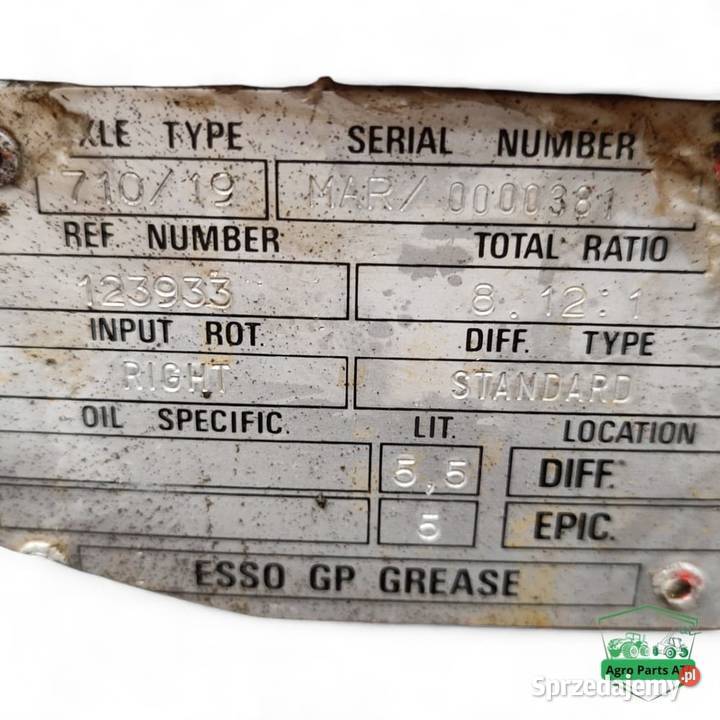 XLE TYPE SERIAL NUMBER
710/19 MAR/0000381
REF NUMBER TOTAL RATIO
123933 8.12:1
INPUT ROT. DIFF. TYPE
RIGHT STANDARD
OIL SPECIFIC. LIT. LOCATION
5,5 DIFF.
5 EPIC.
ESSO GP GREASE
Agro Parts AT
Sprzedajemy.pl